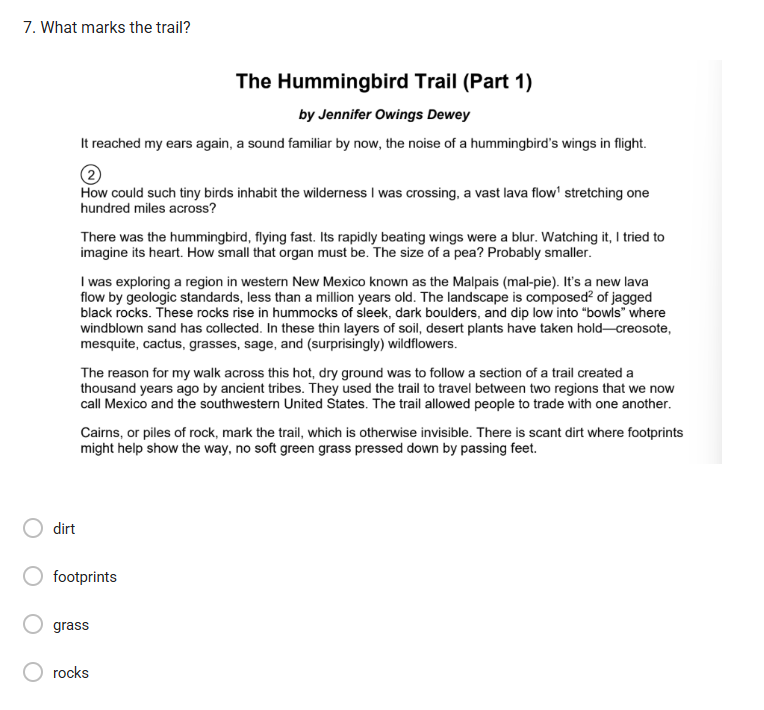 7. What marks the trail?
The Hummingbird Trail (Part 1)
by Jennifer Owings Dewey
It reached my ears again, a sound familiar by now, the noise of a hummingbird's wings in flight.
②
How could such tiny birds inhabit the wilderness I was crossing, a vast lava flow¹ stretching one
hundred miles across?
There was the hummingbird, flying fast. Its rapidly beating wings were a blur. Watching it, I tried to
imagine its heart. How small that organ must be. The size of a pea? Probably smaller.
I was exploring a region in western New Mexico known as the Malpais (mal-pie). It's a new lava
flow by geologic standards, less than a million years old. The landscape is composed² of jagged
black rocks. These rocks rise in hummocks of sleek, dark boulders, and dip low into "bowls" where
windblown sand has collected. In these thin layers of soil, desert plants have taken hold—creosote,
mesquite, cactus, grasses, sage, and (surprisingly) wildflowers.
The reason for my walk across this hot, dry ground was to follow a section of a trail created a
thousand years ago by ancient tribes. They used the trail to travel between two regions that we now
call Mexico and the southwestern United States. The trail allowed people to trade with one another.
Cairns, or piles of rock, mark the trail, which is otherwise invisible. There is scant dirt where footprints
might help show the way, no soft green grass pressed down by passing feet.
dirt
footprints
grass
rocks